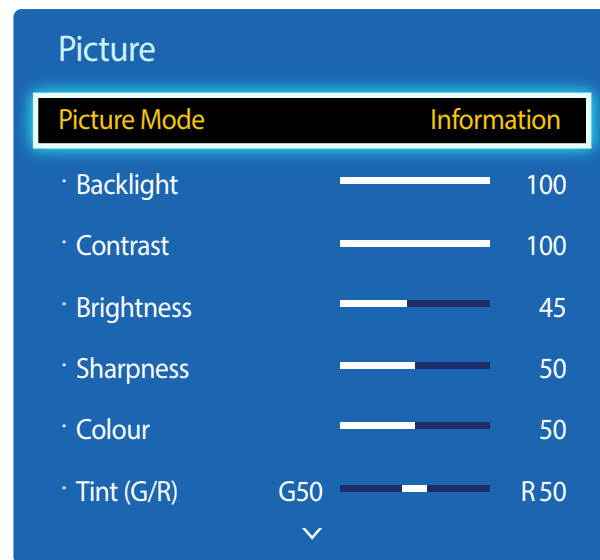 Picture
Picture Mode Information
· Backlight 100
· Contrast 100
· Brightness 45
· Sharpness 50
· Colour 50
· Tint (G/R) G50 R50